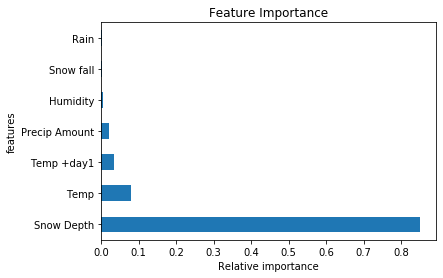 Feature Importance
Rain
Snow fall
Humidity
Precip Amount
Temp +day1
Temp
Snow Depth
features
0.0 0.1 0.2 0.3 0.4 0.5 0.6 0.7 0.8
Relative importance